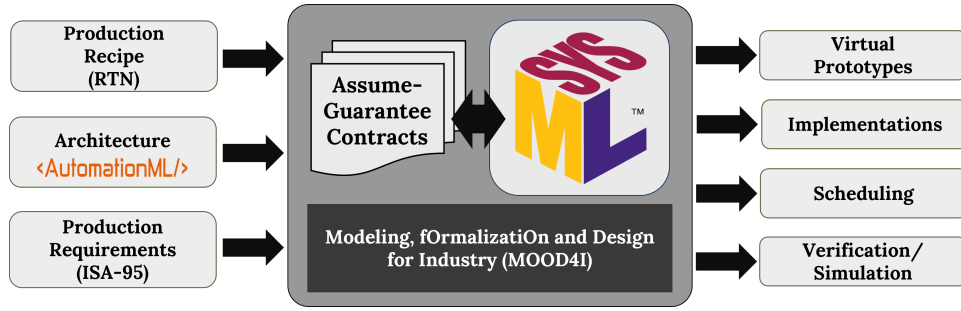 Production
Recipe
(RTN)
Architecture
<AutomationML/>
Production
Requirements
(ISA-95)
Assume-
Guarantee
Contracts
SYS
ML
™
Modeling, fOrmalizatiOn and Design
for Industry (MOOD4I)
Virtual
Prototypes
Implementations
Scheduling
Verification/
Simulation